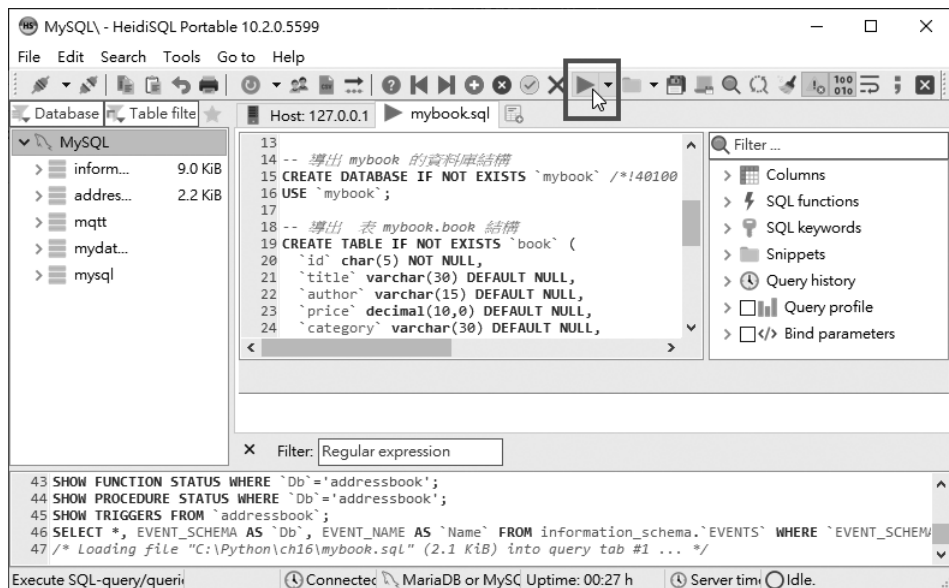 MySQL\ - HeidiSQL Portable 10.2.0.5599
File Edit Search Tools Go to Help
Database Table filte
Host: 127.0.0.1 mybook.sql
MySQL
inform... 9.0 KiB
addres... 2.2 KiB
mqtt
mydat...
mysql
13
14 -- 導出 mybook 的資料庫結構
15 CREATE DATABASE IF NOT EXISTS `mybook` /*!40100
16 USE `mybook`;
17
18 -- 導出  表 mybook.book 結構
19 CREATE TABLE IF NOT EXISTS `book` (
20 `id` char(5) NOT NULL,
21 `title` varchar(30) DEFAULT NULL,
22 `author` varchar(15) DEFAULT NULL,
23 `price` decimal(10,0) DEFAULT NULL,
24 `category` varchar(30) DEFAULT NULL,
Filter ...
Columns
SQL functions
SQL keywords
Snippets
Query history
Query profile
Bind parameters
Filter: Regular expression
43 SHOW FUNCTION STATUS WHERE `Db`='addressbook';
44 SHOW PROCEDURE STATUS WHERE `Db`='addressbook';
45 SHOW TRIGGERS FROM `addressbook`;
46 SELECT *, EVENT_SCHEMA AS `Db`, EVENT_NAME AS `Name` FROM information_schema.`EVENTS` WHERE `EVENT_SCHEM
47 /* Loading file "C:\Python\ch16\mybook.sql" (2.1 KiB) into query tab #1 ... */
Execute SQL-query/queri Connected MariaDB or MySC Uptime: 00:27 h Server tim Idle.